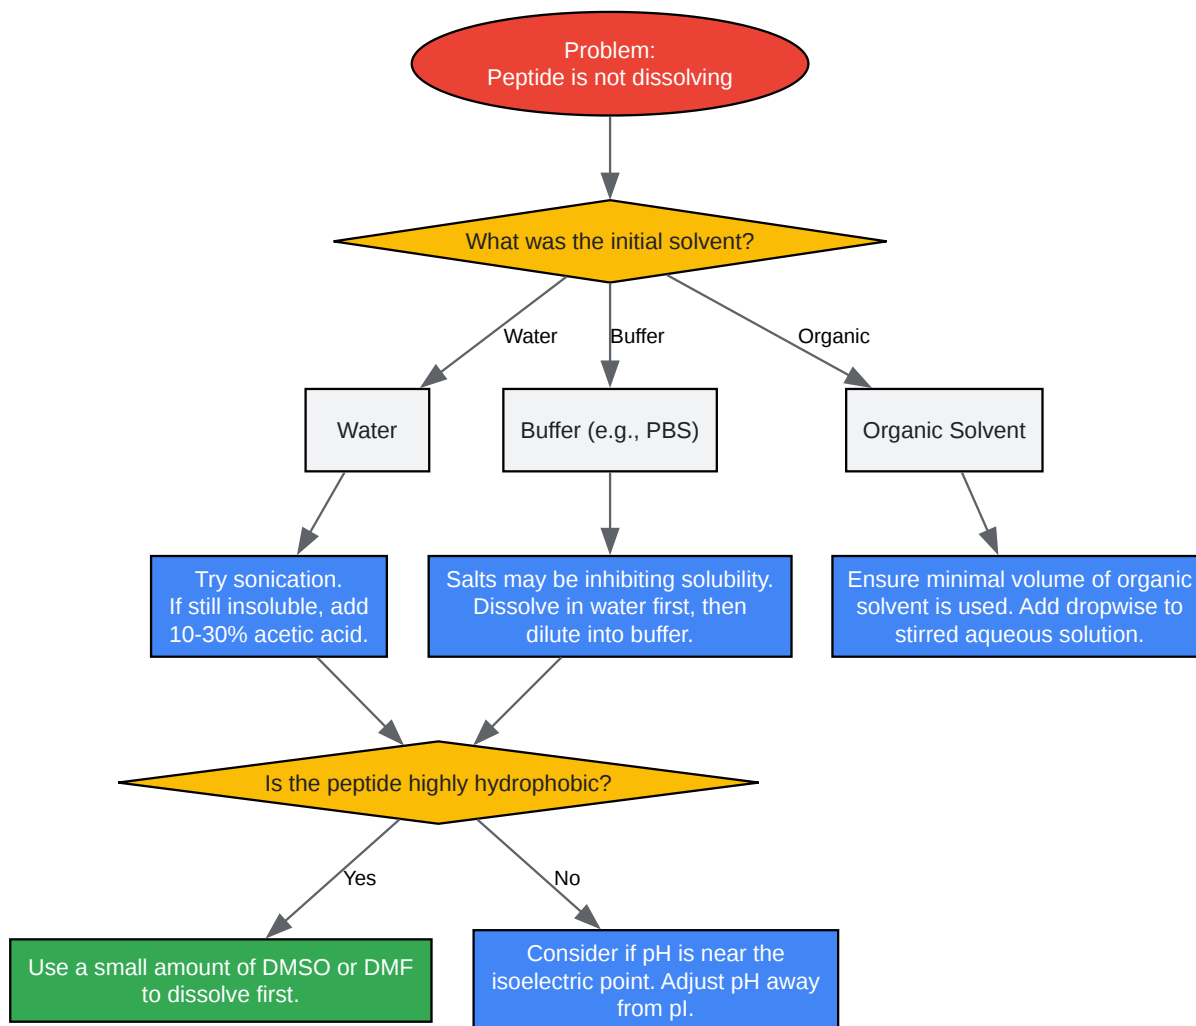 Problem:
Peptide is not dissolving
What was the initial solvent?
Water
Buffer
Organic
Water
Buffer (e.g., PBS)
Organic Solvent
Try sonication.
If still insoluble, add
10-30% acetic acid.
Salts may be inhibiting solubility.
Dissolve in water first, then
dilute into buffer.
Ensure minimal volume of organic
solvent is used. Add dropwise to
stirred aqueous solution.
Is the peptide highly hydrophobic?
Yes
No
Use a small amount of DMSO or DMF
to dissolve first.
Consider if pH is near the
isoelectric point. Adjust pH away
from pI.